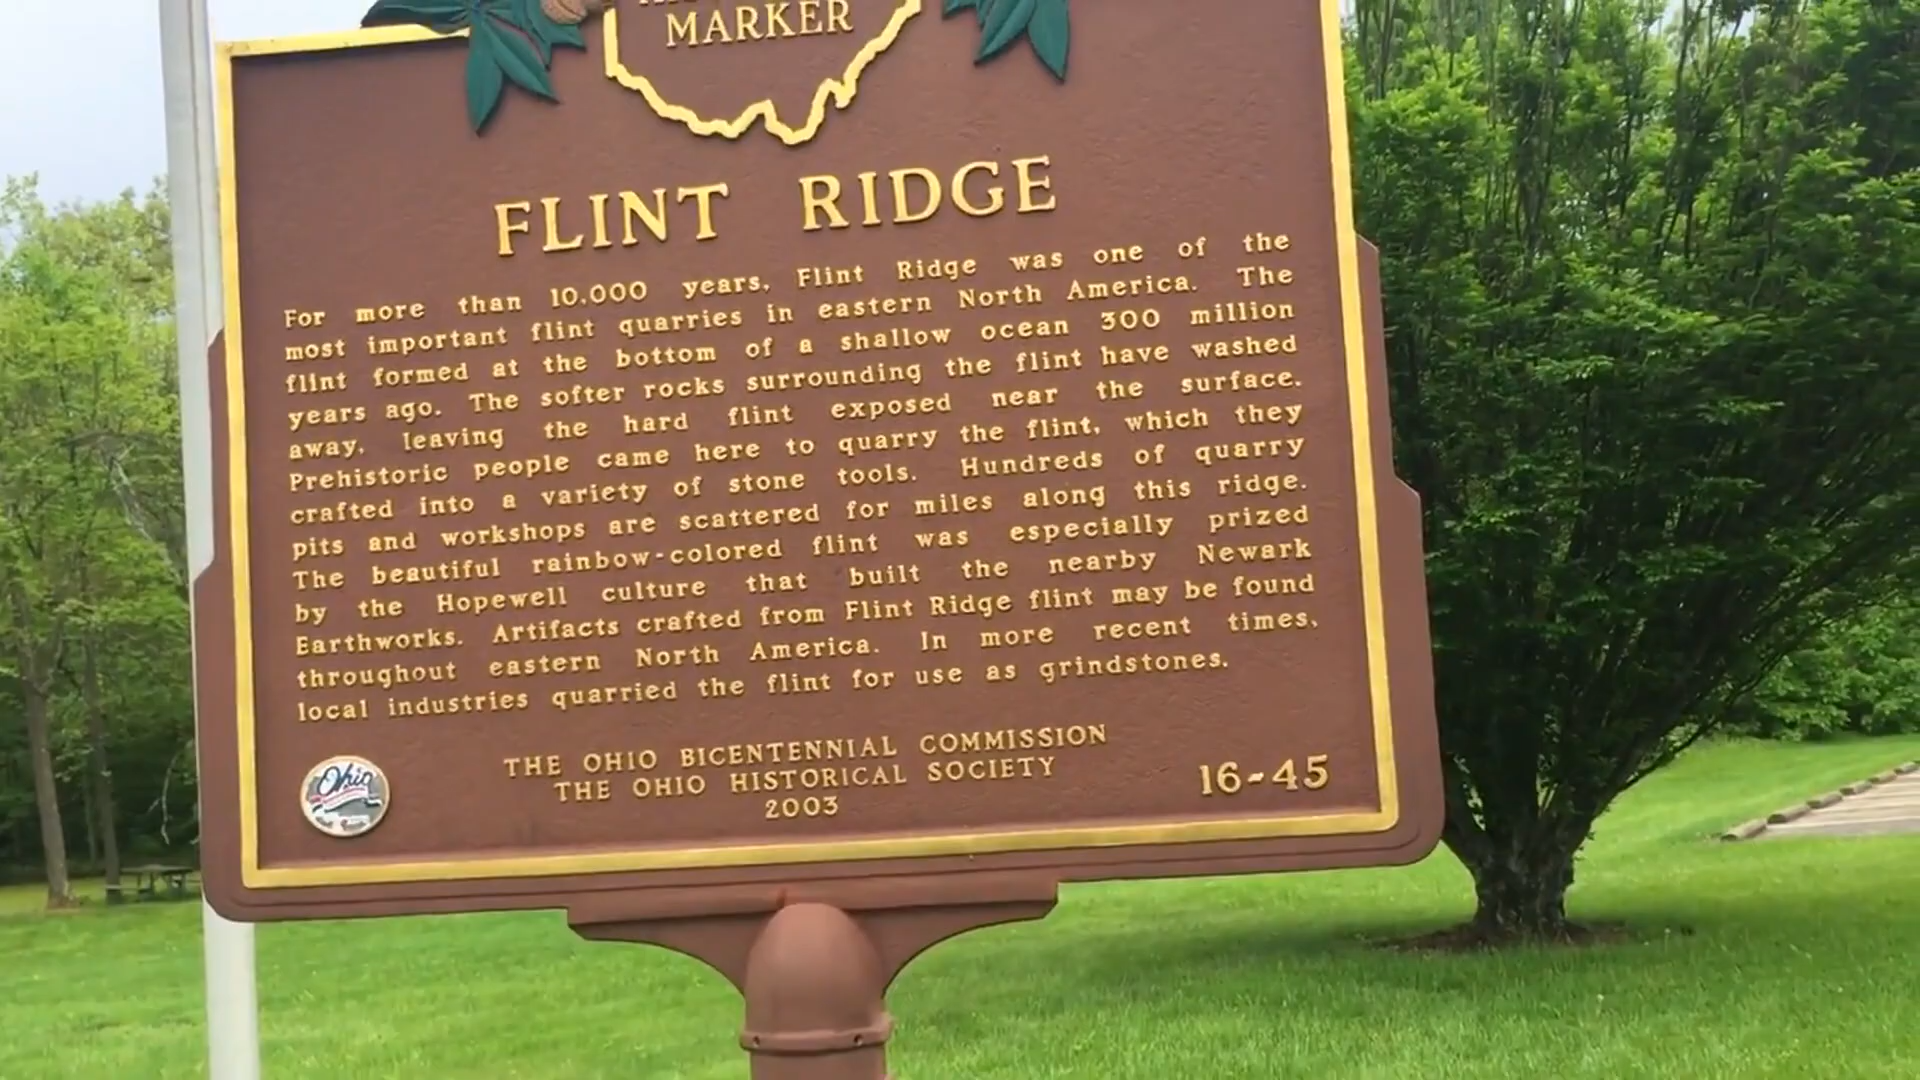 MARKER
FLINT RIDGE
For more than 10,000 years, Flint Ridge was one of the
most important flint quarries in eastern North America. The
flint formed at the bottom of a shallow ocean 300 million
years ago. The softer rocks surrounding the flint have washed
away, leaving the hard flint exposed near the surface.
Prehistoric people came here to quarry the flint, which they
crafted into a variety of stone tools. Hundreds of quarry
pits and workshops are scattered for miles along this ridge.
The beautiful rainbow-colored flint was especially prized
by the Hopewell culture that built the nearby Newark
Earthworks. Artifacts crafted from Flint Ridge flint may be found
throughout eastern North America. In more recent times,
local industries quarried the flint for use as grindstones.
THE OHIO BICENTENNIAL COMMISSION
THE OHIO HISTORICAL SOCIETY
2003
16-45
Ohio